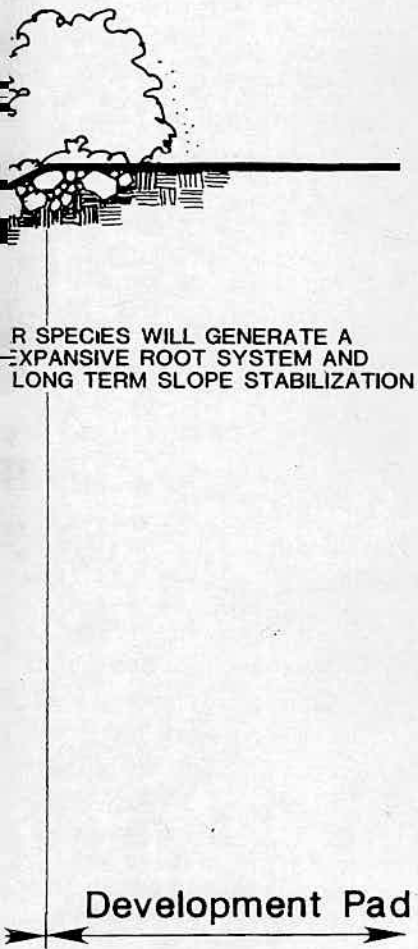 R SPECIES WILL GENERATE A
EXPANSIVE ROOT SYSTEM AND
LONG TERM SLOPE STABILIZATION
Development Pad